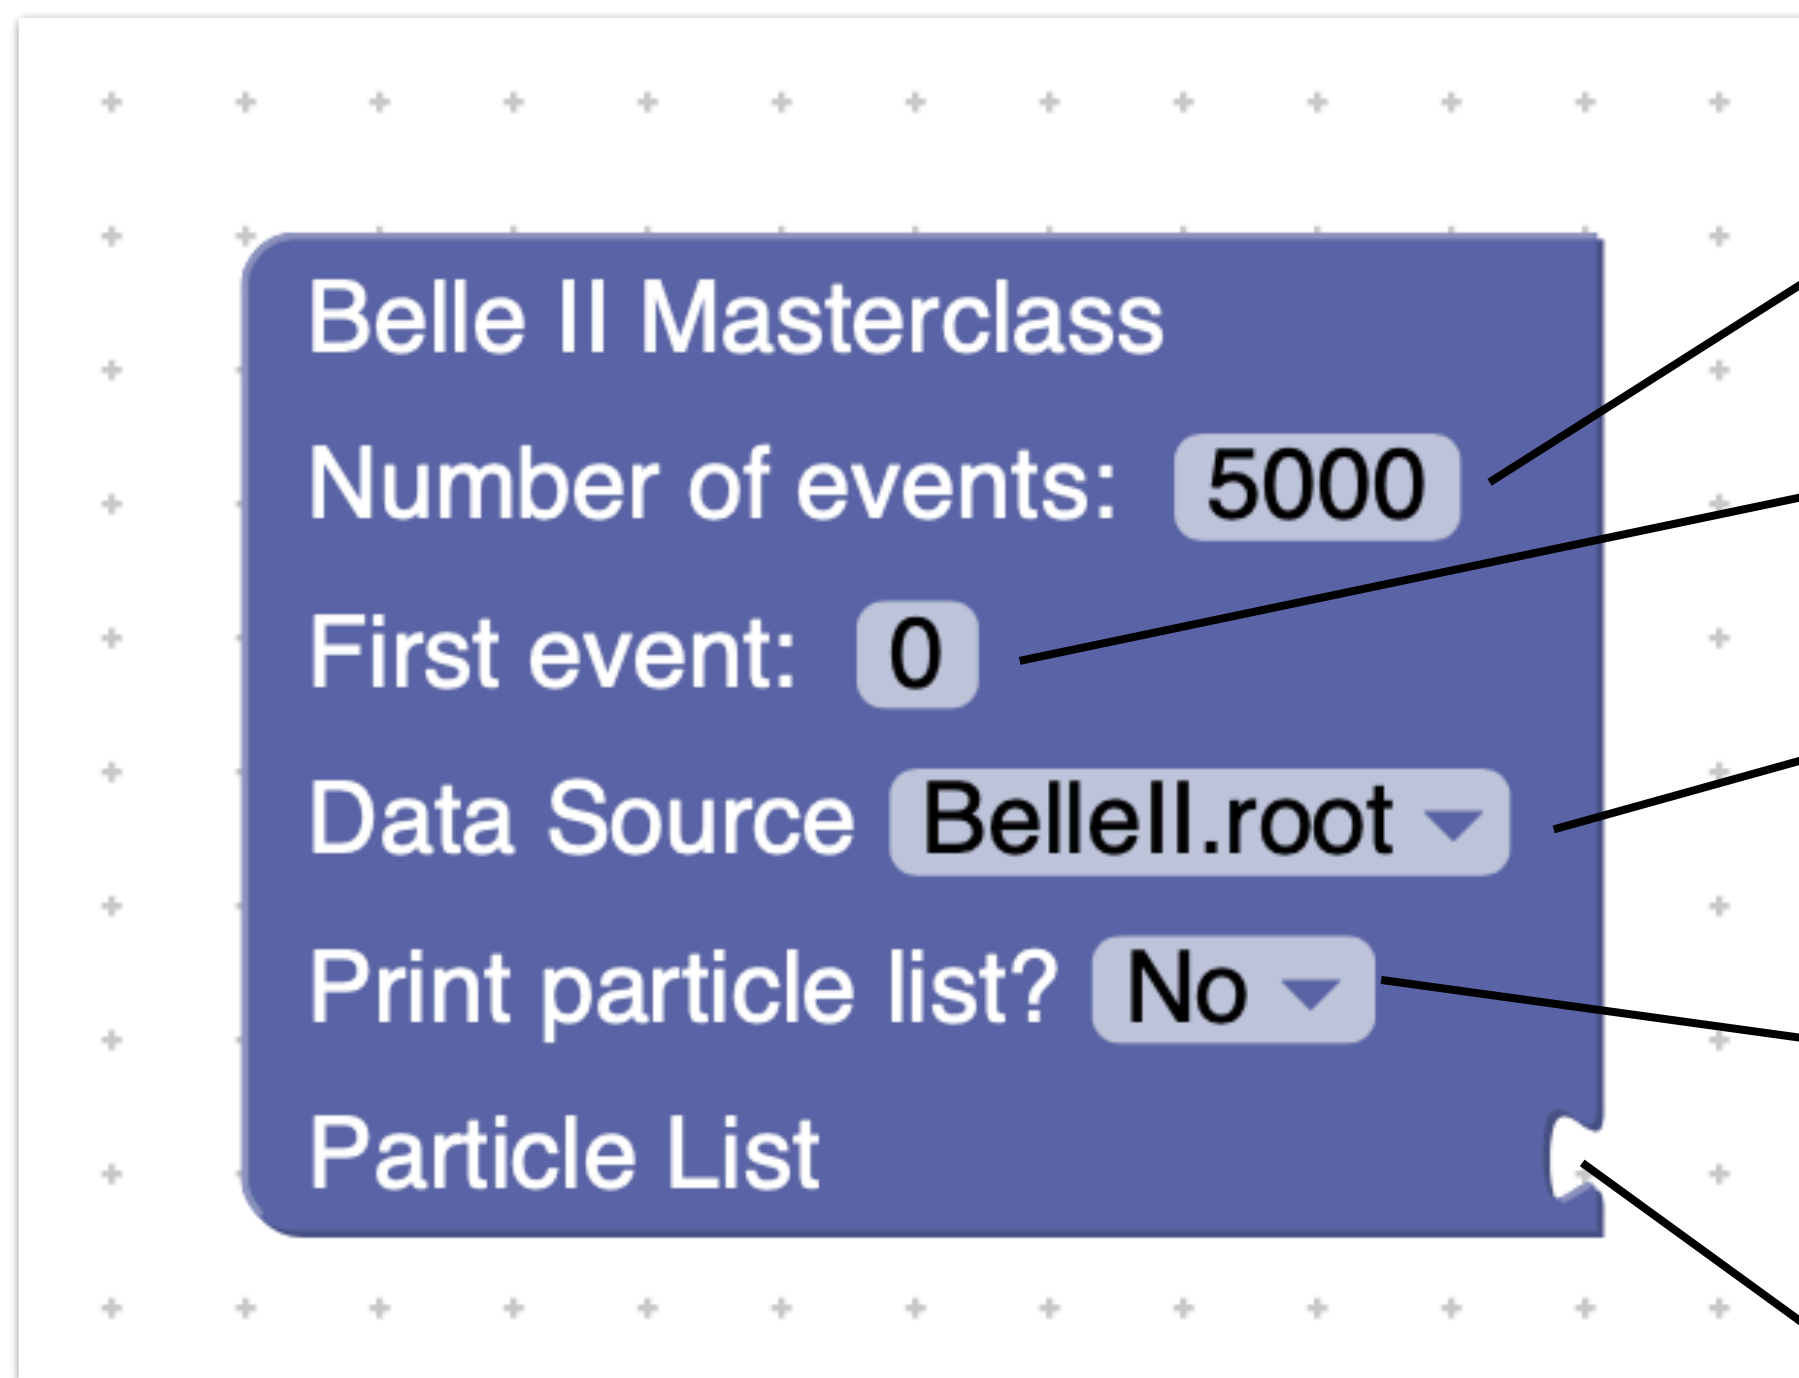 Belle II Masterclass
Number of events: 5000
First event: 0
Data Source BelleII.root
Print particle list? No
Particle List